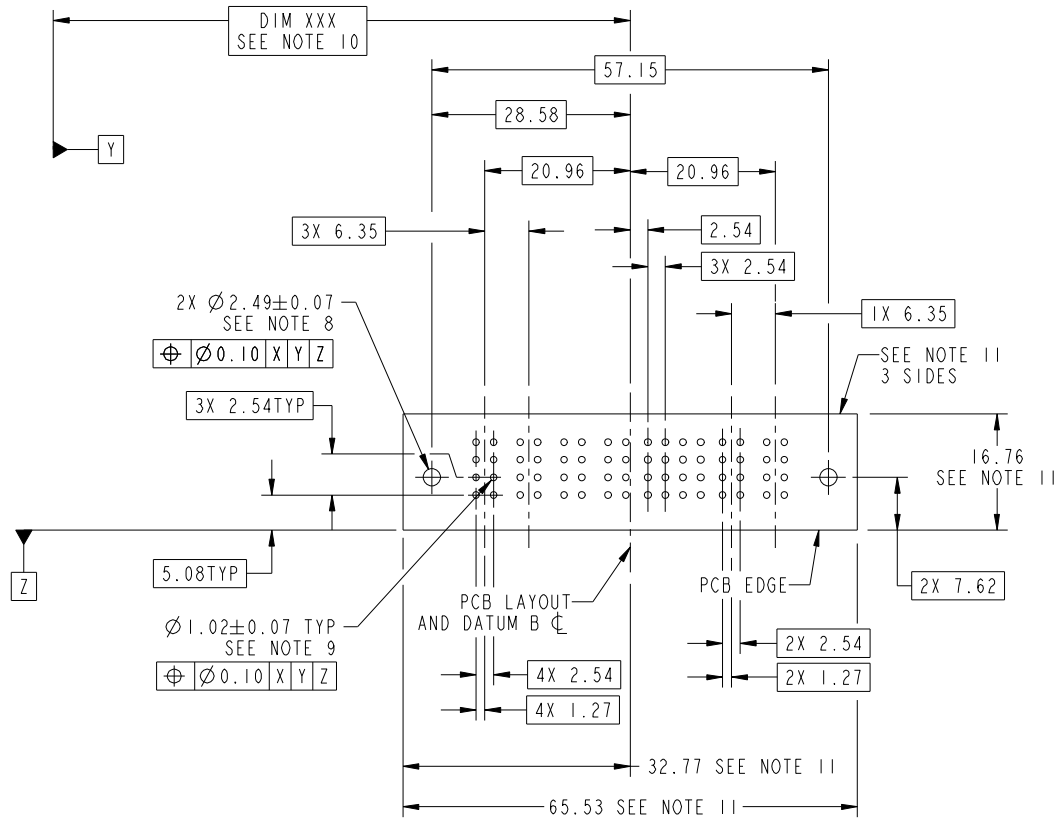 DIM XXX
SEE NOTE 10
57.15
28.58
Y
20.96
20.96
3X 6.35
2.54
3X 2.54
2X Ø2.49±0.07
SEE NOTE 8
1X 6.35
⌖ Ø0.10 X Y Z
SEE NOTE 11
3 SIDES
3X 2.54TYP
16.76
SEE NOTE 11
5.08TYP
Z
PCB EDGE
2X 7.62
PCB LAYOUT
AND DATUM B ℄
Ø1.02±0.07 TYP
SEE NOTE 9
⌖ Ø0.10 X Y Z
2X 2.54
4X 2.54
2X 1.27
4X 1.27
32.77 SEE NOTE 11
65.53 SEE NOTE 11